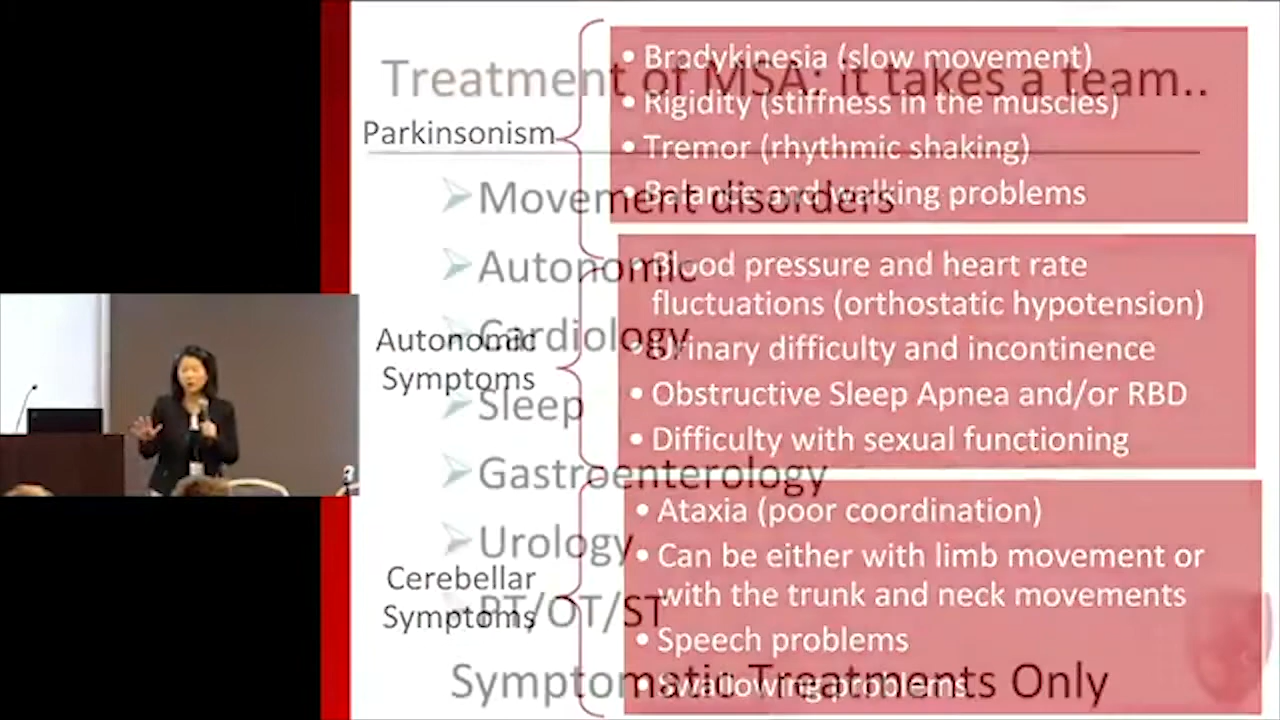 Treatment of MSA: it takes a team..
Movement disorders
Autonomic
Cardiology
Sleep
Gastroenterology
Urology
PT/OT/ST
Symptomatic Treatments Only
Parkinsonism
• Bradykinesia (slow movement)
• Rigidity (stiffness in the muscles)
• Tremor (rhythmic shaking)
• Balance and walking problems
Autonomic
Symptoms
• Blood pressure and heart rate
fluctuations (orthostatic hypotension)
• Urinary difficulty and incontinence
• Obstructive Sleep Apnea and/or RBD
• Difficulty with sexual functioning
Cerebellar
Symptoms
• Ataxia (poor coordination)
• Can be either with limb movement or
with the trunk and neck movements
• Speech problems
• Swallowing problems